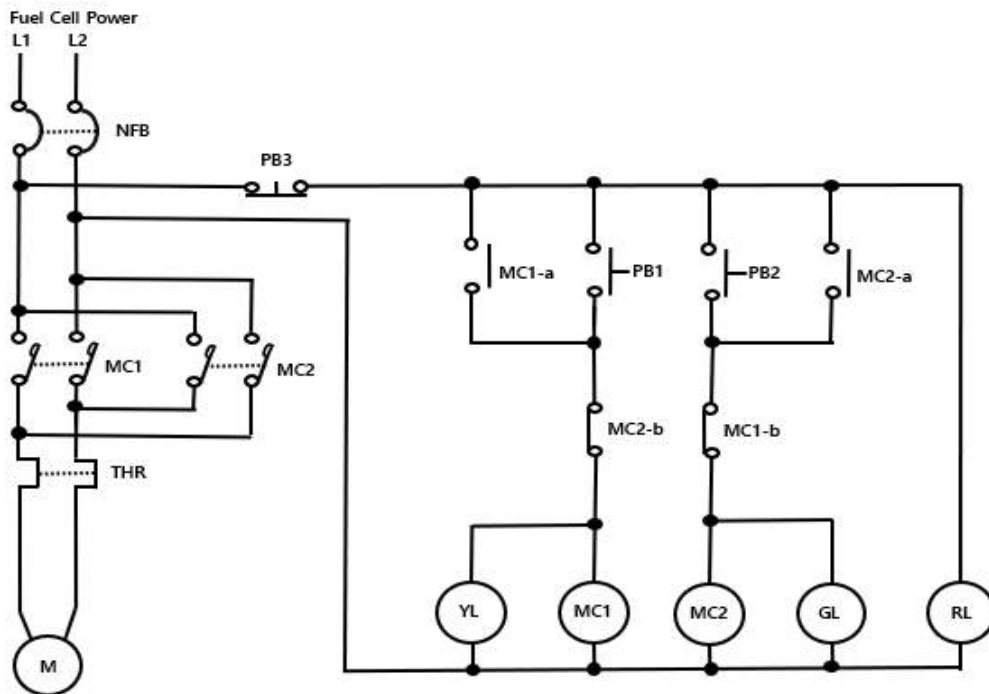 Fuel Cell Power
L1 L2
NFB
PB3
MC1-a
PB1
PB2
MC2-a
MC1
MC2
MC2-b
MC1-b
THR
YL
MC1
MC2
GL
RL
M